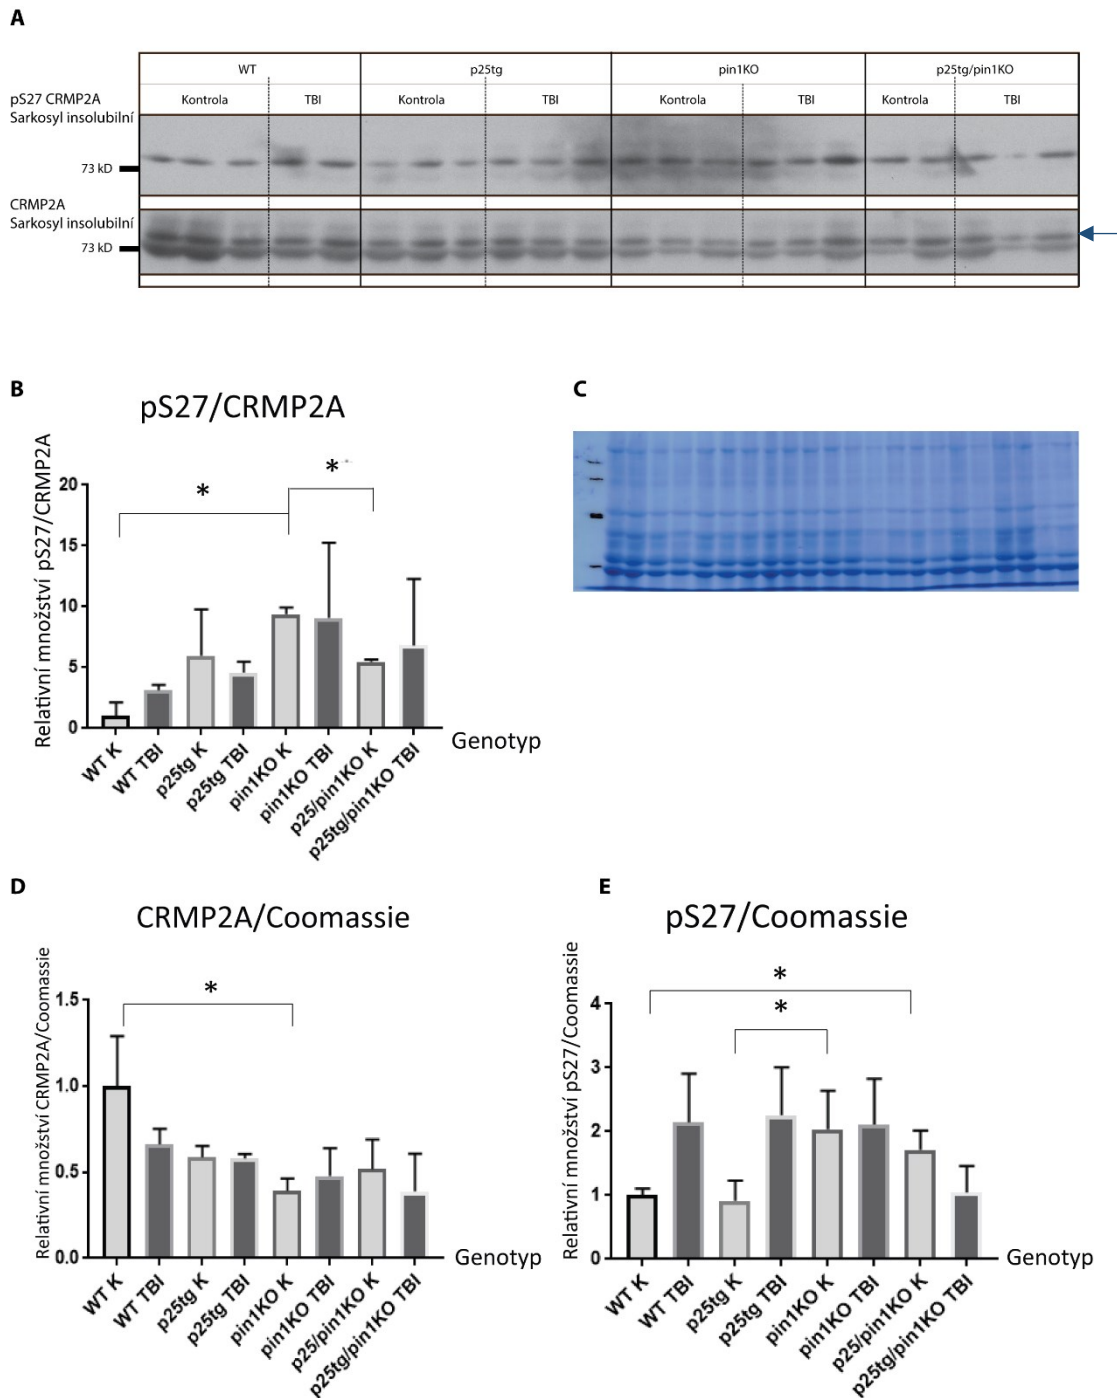 A
WT
p25tg
pin1KO
p25tg/pin1KO
Kontrola
TBI
Kontrola
TBI
Kontrola
TBI
Kontrola
TBI
pS27 CRMP2A
Sarkosyl insolubilní
73 kD
CRMP2A
Sarkosyl insolubilní
73 kD
B
pS27/CRMP2A
Relativní množství pS27/CRMP2A
20
15
10
5
0
*
*
WT K
WT TBI
p25tg K
p25tg TBI
pin1KO K
pin1KO TBI
p25/pin1KO K
p25tg/pin1KO TBI
Genotyp
C
D
CRMP2A/Coomassie
Relativní množství CRMP2A/Coomassie
1.5
1.0
0.5
0.0
*
WT K
WT TBI
p25tg K
p25tg TBI
pin1KO K
pin1KO TBI
p25/pin1KO K
p25tg/pin1KO TBI
Genotyp
E
pS27/Coomassie
Relativní množství pS27/Coomassie
4
3
2
1
0
*
*
WT K
WT TBI
p25tg K
p25tg TBI
pin1KO K
pin1KO TBI
p25/pin1KO K
p25tg/pin1KO TBI
Genotyp